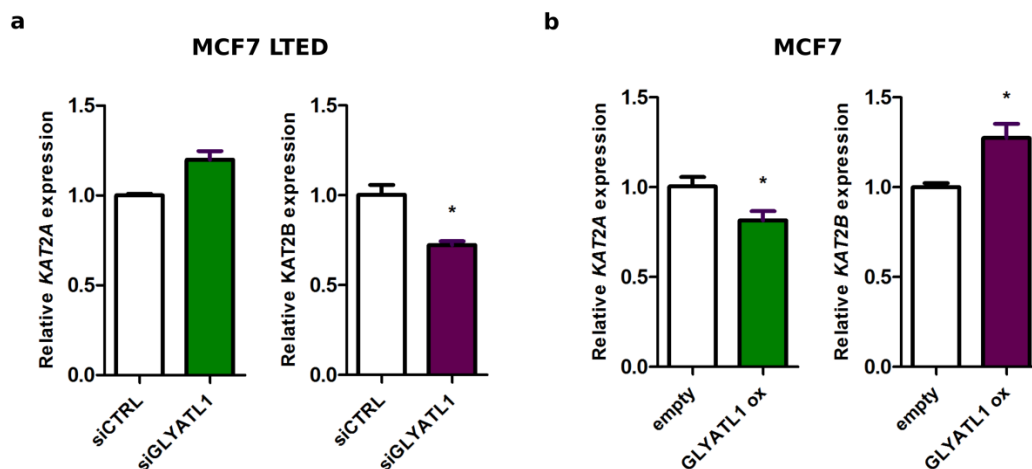 a
MCF7 LTED
Relative KAT2A expression
1.5
1.0
0.5
0.0
siCTRL
siGLYATL1
Relative KAT2B expression
1.5
1.0
0.5
0.0
*
siCTRL
siGLYATL1
b
MCF7
Relative KAT2A expression
1.5
1.0
0.5
0.0
*
empty
GLYATL1 ox
Relative KAT2B expression
1.5
1.0
0.5
0.0
*
empty
GLYATL1 ox